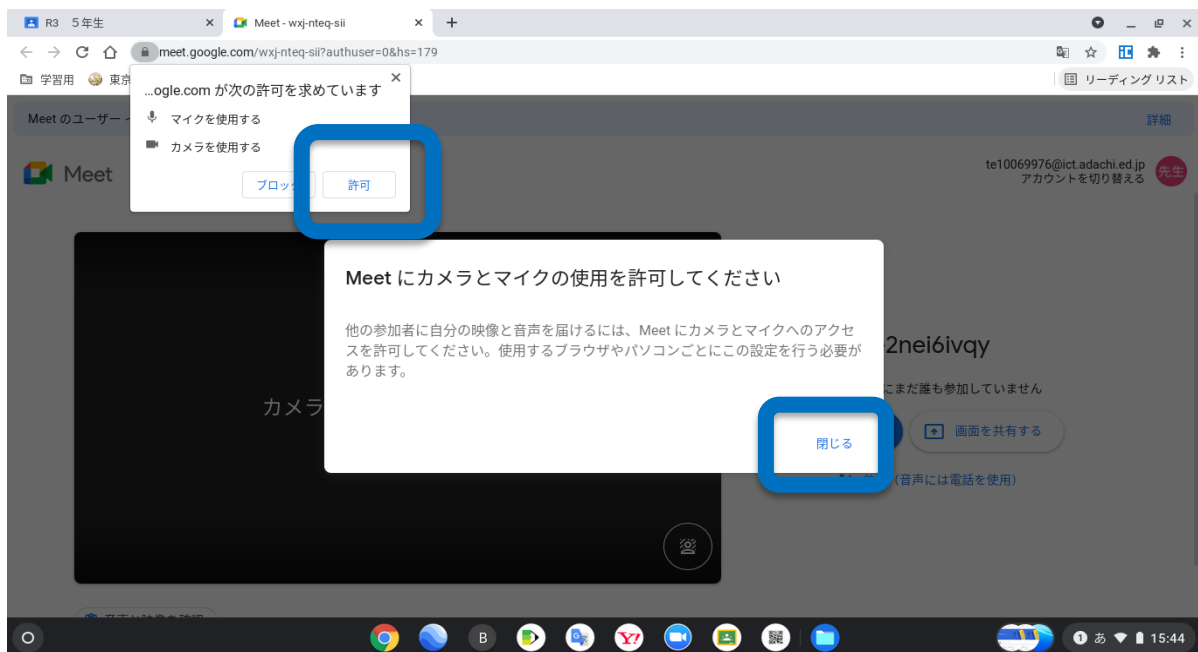 R3 5年生
Meet - wxj-nteq-sii
meet.google.com/wxj-nteq-sii?authuser=0&hs=179
学習用
東京
リーディング リスト
...ogle.com が次の許可を求めています
マイクを使用する
カメラを使用する
ブロック
許可
Meet のユーザー
詳細
Meet
te10069976@ict.adachi.ed.jp
アカウントを切り替える
先生
Meet にカメラとマイクの使用を許可してください
他の参加者に自分の映像と音声を届けるには、Meet にカメラとマイクへのアクセ
スを許可してください。使用するブラウザやパソコンごとにこの設定を行う必要が
あります。
閉じる
カメラ
2nei6ivqy
にまだ誰も参加していません
画面を共有する
(音声には電話を使用)
B
1 あ 15:44